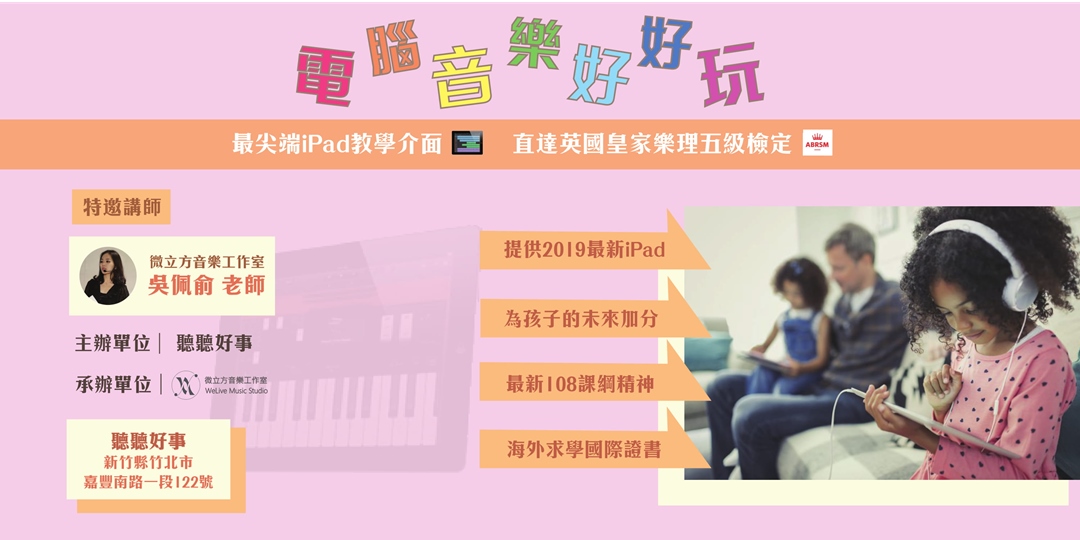 電腦音樂好好玩
最尖端iPad教學介面 直達英國皇家樂理五級檢定 ABRSM
特邀講師
微立方音樂工作室
吳佩俞 老師
主辦單位｜ 聽聽好事
承辦單位｜ 微立方音樂工作室
WeLive Music Studio
聽聽好事
新竹縣竹北市
嘉豐南路一段122號
提供2019最新iPad
為孩子的未來加分
最新108課綱精神
海外求學國際證書